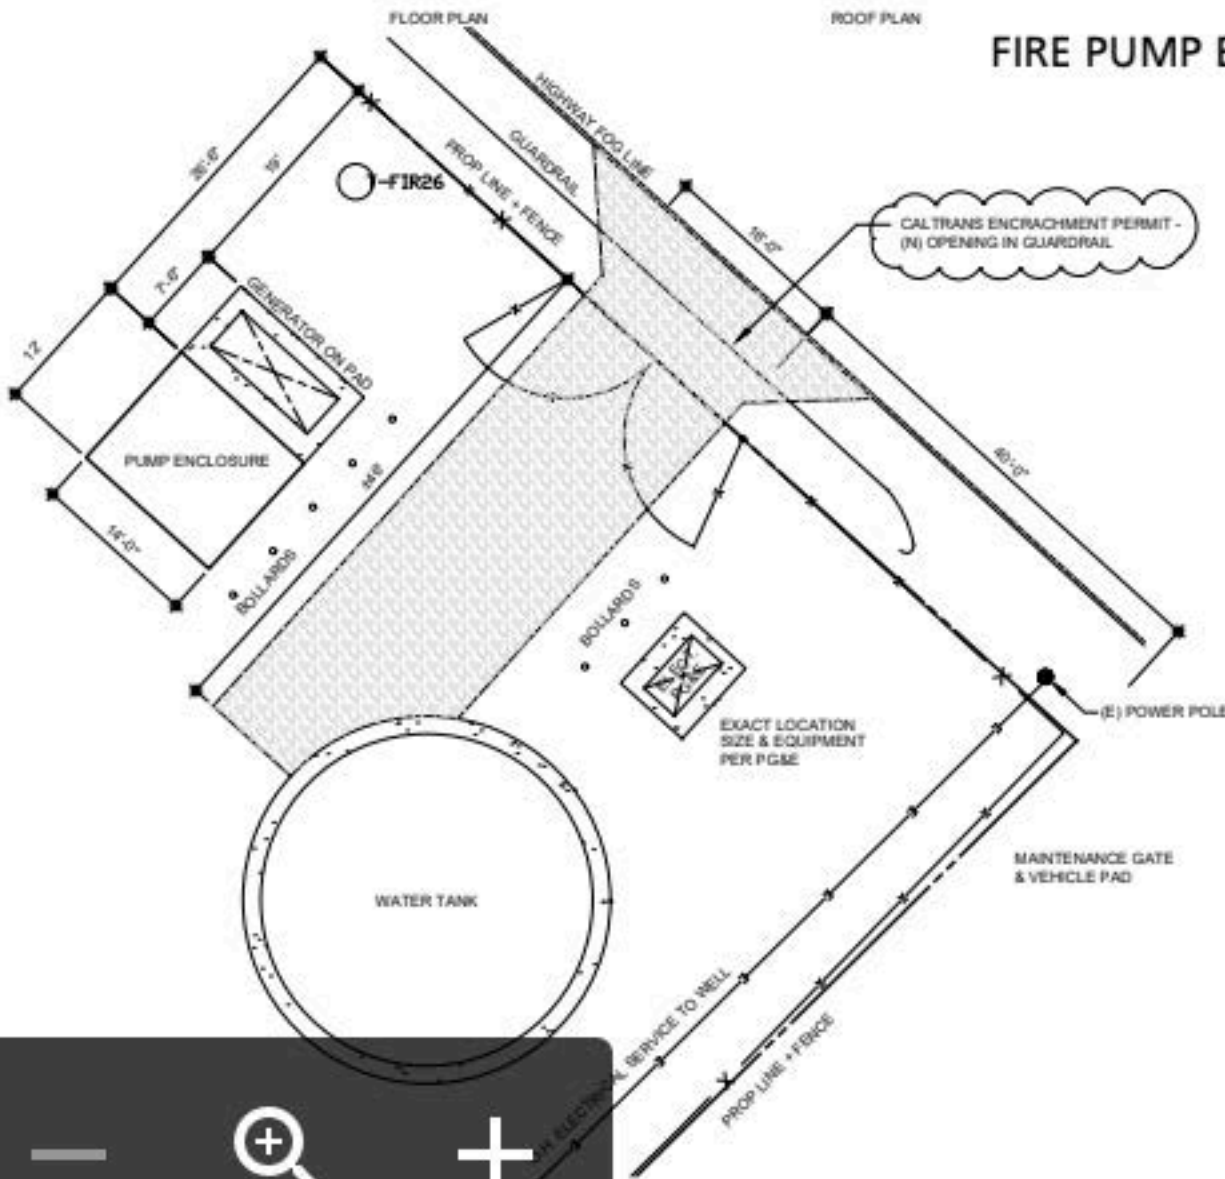 FLOOR PLAN
ROOF PLAN
FIRE PUMP E
HIGHWAY FOG LINE
GUARDRAIL
PROP LINE + FENCE
-FIR26
26'-6"
19'
7'-6"
12'
14'-0"
GENERATOR ON PAD
PUMP ENCLOSURE
BOLLARDS
16'-0"
CALTRANS ENCRACHMENT PERMIT -
(N) OPENING IN GUARDRAIL
40'-0"
BOLLARDS
EXACT LOCATION
SIZE & EQUIPMENT
PER PG&E
(E) POWER POLE
MAINTENANCE GATE
& VEHICLE PAD
WATER TANK
OH ELECTRICAL SERVICE TO WELL
PROP LINE + FENCE